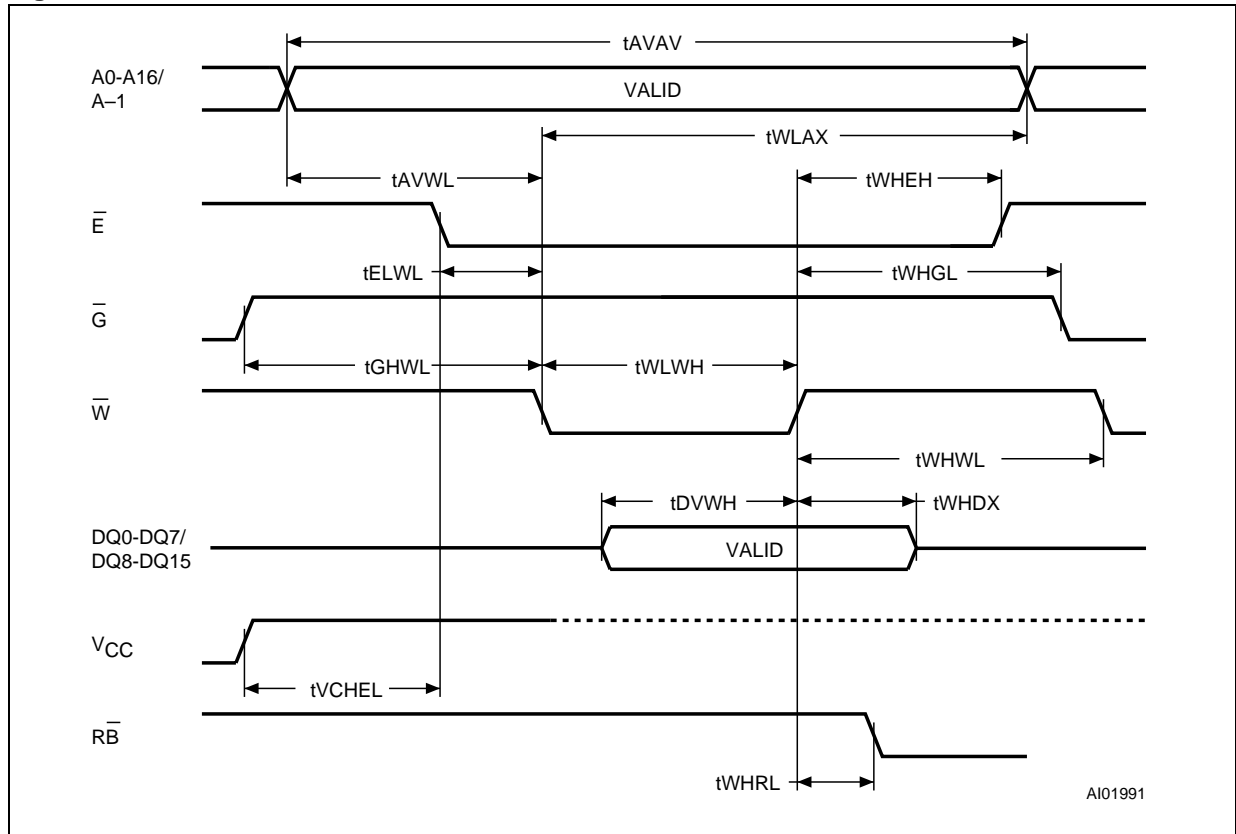 tAVAV
A0-A16/
A–1
VALID
tWLAX
tAVWL
tWHEH
E̅
tELWL
tWHGL
G̅
tGHWL
tWLWH
W̅
tWHWL
tDVWH
tWHDX
DQ0-DQ7/
DQ8-DQ15
VALID
VCC
tVCHEL
RB̅
tWHRL
AI01991